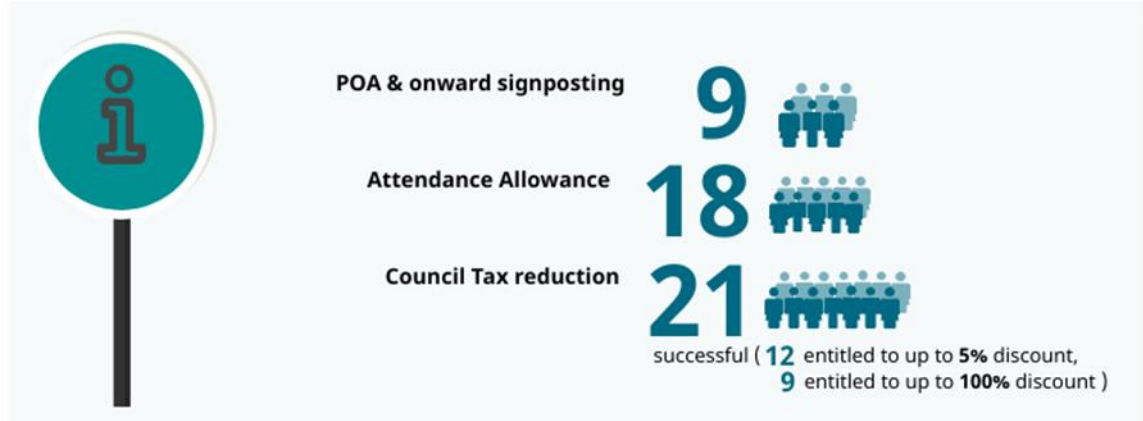 POA & onward signposting 9
Attendance Allowance 18
Council Tax reduction 21
successful ( 12 entitled to up to 5% discount,
9 entitled to up to 100% discount )